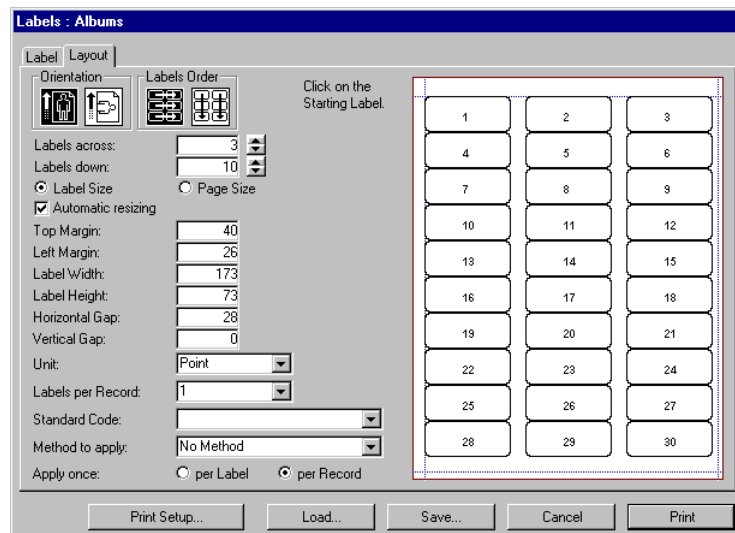 Labels : Albums
Label Layout
Orientation Labels Order
Click on the
Starting Label.
Labels across: 3
Labels down: 10
Label Size Page Size
Automatic resizing
Top Margin: 40
Left Margin: 26
Label Width: 173
Label Height: 73
Horizontal Gap: 28
Vertical Gap: 0
Unit: Point
Labels per Record: 1
Standard Code:
Method to apply: No Method
Apply once: per Label per Record
1 2 3
4 5 6
7 8 9
10 11 12
13 14 15
16 17 18
19 20 21
22 23 24
25 26 27
28 29 30
Print Setup... Load... Save... Cancel Print